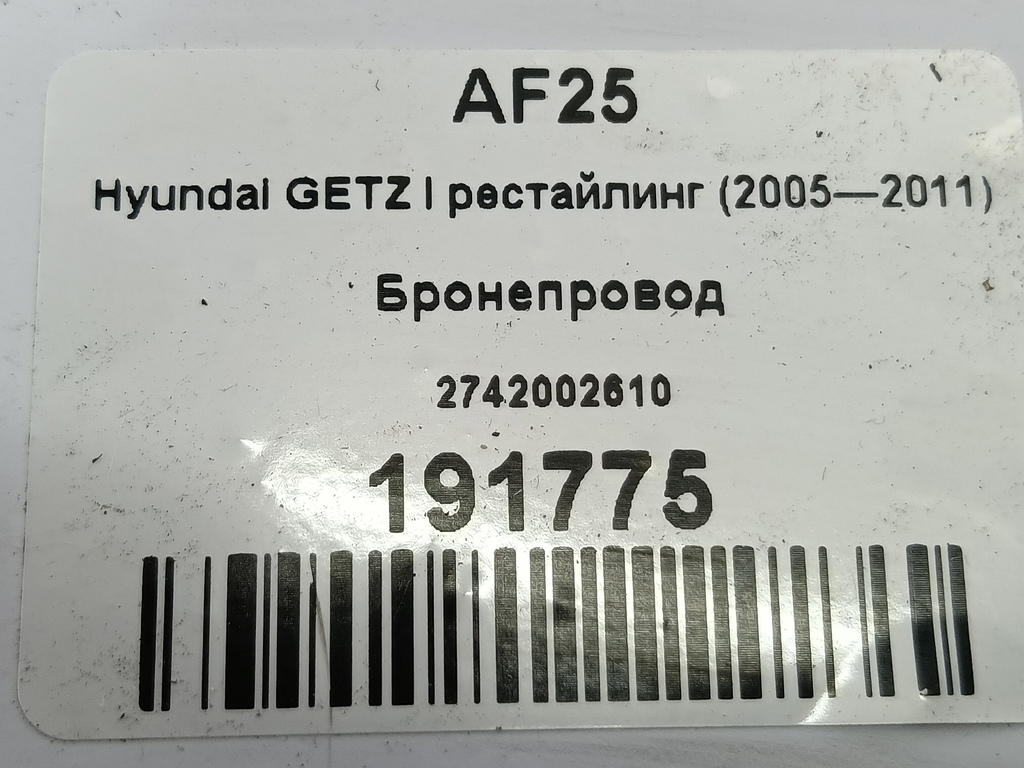 AF25
Hyundai GETZ I рестайлинг (2005—2011)
Бронепровод
2742002610
191775